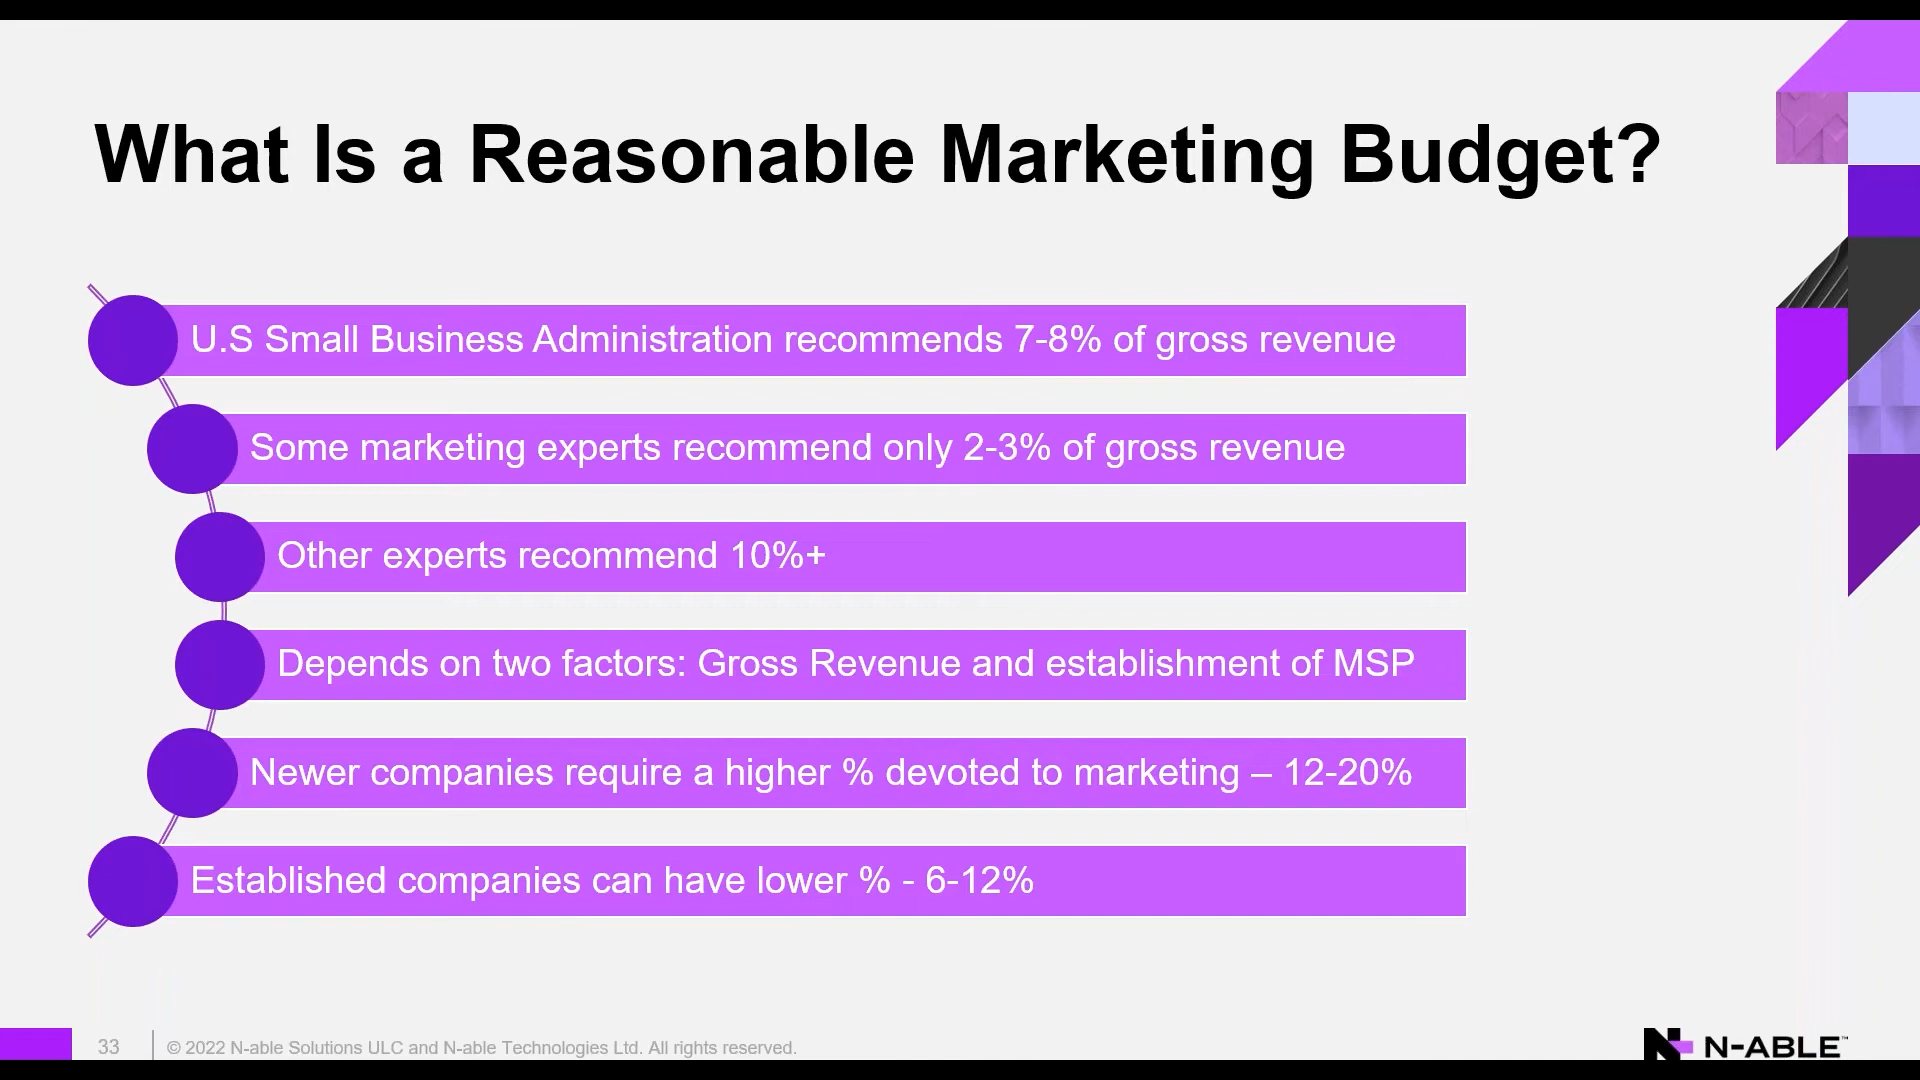 What Is a Reasonable Marketing Budget?
U.S Small Business Administration recommends 7-8% of gross revenue
Some marketing experts recommend only 2-3% of gross revenue
Other experts recommend 10%+
Depends on two factors: Gross Revenue and establishment of MSP
Newer companies require a higher % devoted to marketing – 12-20%
Established companies can have lower % - 6-12%
33
© 2022 N-able Solutions ULC and N-able Technologies Ltd. All rights reserved.
N-ABLE™